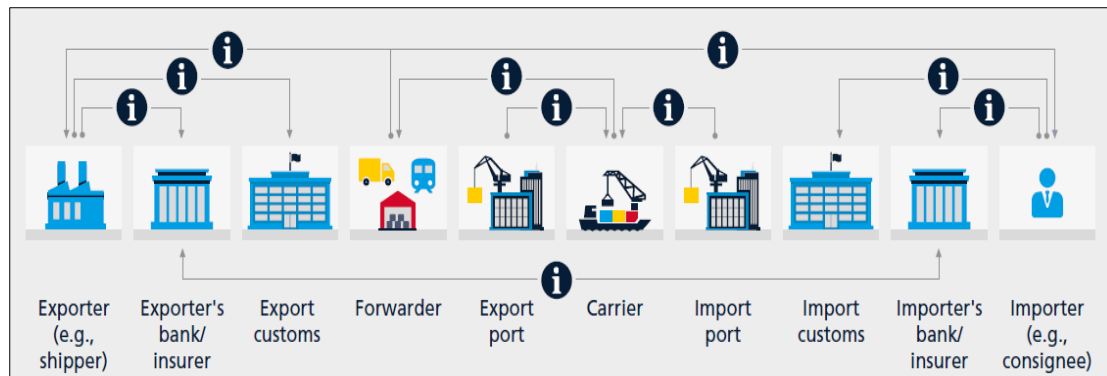 i
i
i
i
i
i
i
i
i
i
Exporter
(e.g.,
shipper)
Exporter's
bank/
insurer
Export
customs
Forwarder
Export
port
Carrier
Import
port
Import
customs
Importer's
bank/
insurer
Importer
(e.g.,
consignee)